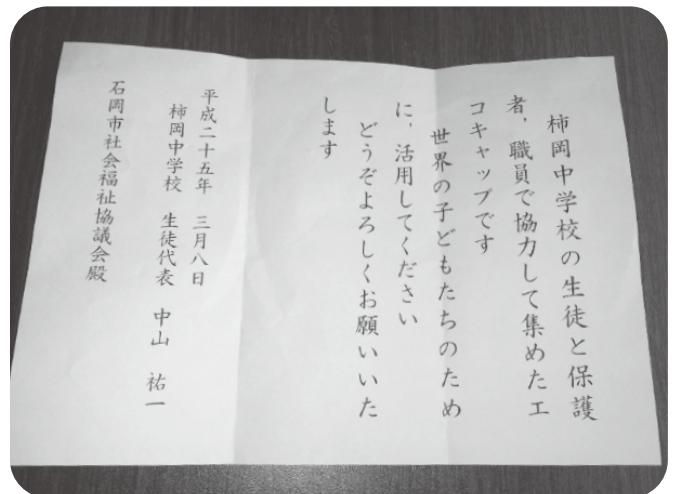 柿岡中学校の生徒と保護
者，職員で協力して集めたエ
コキャップです
世界の子どもたちのため
に，活用してください
どうぞよろしくお願いいた
します
平成二十五年　三月八日
柿岡中学校　生徒代表　中山　祐一
石岡市社会福祉協議会殿